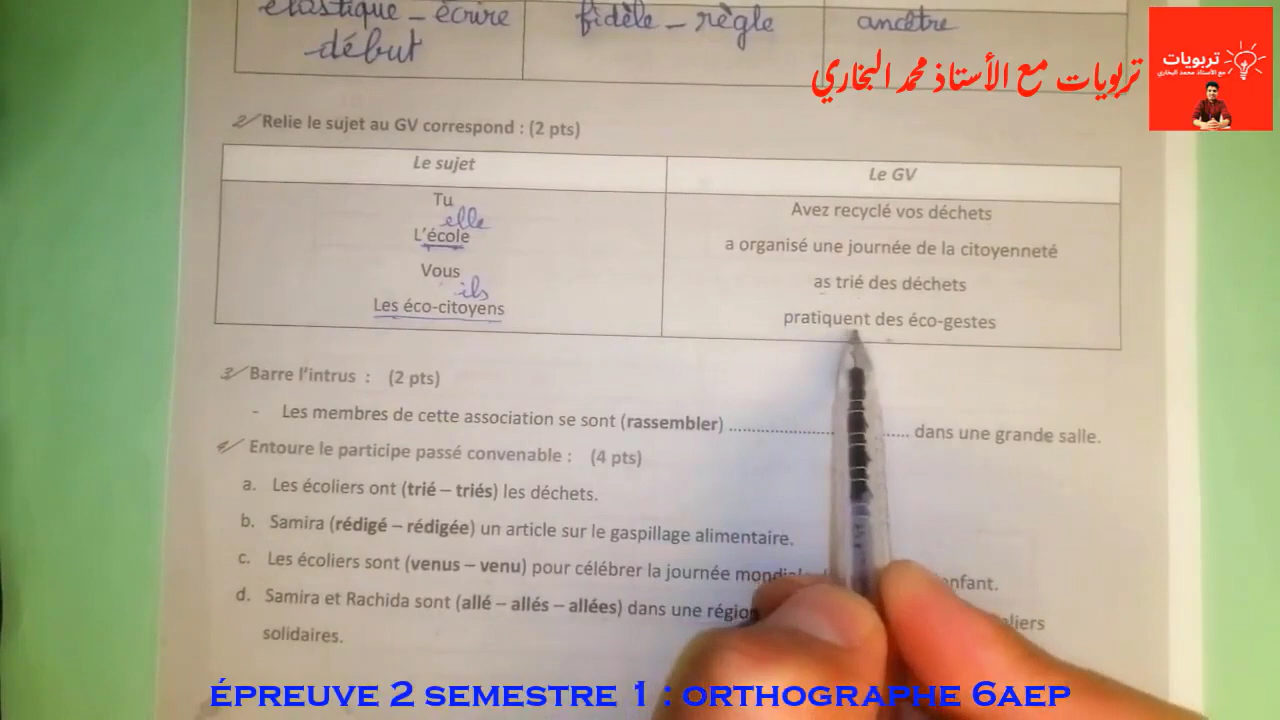 élastique _ écrire
fidèle _ règle
ancêtre
début
تربويات مع الأستاذ محمد البخاري
تربويات
مع الأستاذ محمد البخاري
2/ Relie le sujet au GV correspond : (2 pts)
Le sujet
Le GV
Tu
Avez recyclé vos déchets
elle
L'école
a organisé une journée de la citoyenneté
Vous
as trié des déchets
ils
Les éco-citoyens
pratiquent des éco-gestes
3/ Barre l'intrus : (2 pts)
- Les membres de cette association se sont (rassembler) .................... dans une grande salle.
4/ Entoure le participe passé convenable : (4 pts)
a. Les écoliers ont (trié – triés) les déchets.
b. Samira (rédigé – rédigée) un article sur le gaspillage alimentaire.
c. Les écoliers sont (venus – venu) pour célébrer la journée enfant.
d. Samira et Rachida sont (allé – allés – allées) dans une
solidaires.
épreuve 2 semestre 1 : orthographe 6aep